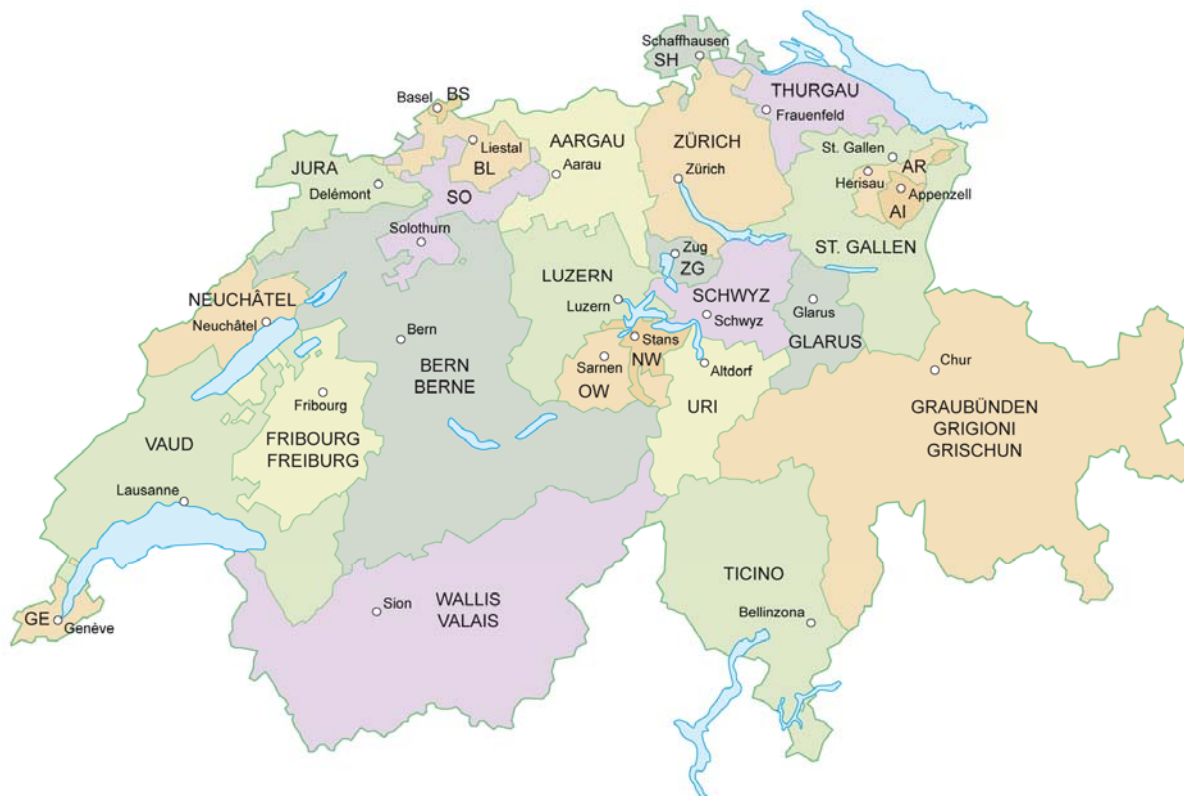 Schaffhausen
SH
BS
Basel
THURGAU
Frauenfeld
Liestal
BL
AARGAU
Aarau
ZÜRICH
Zürich
St. Gallen
AR
Herisau
Appenzell
AI
JURA
Delémont
SO
Solothurn
Zug
ZG
ST. GALLEN
LUZERN
Luzern
NEUCHÂTEL
Neuchâtel
SCHWYZ
Schwyz
Glarus
GLARUS
Bern
BERN
BERNE
Stans
NW
Sarnen
OW
Altdorf
URI
Chur
GRAUBÜNDEN
GRIGIONI
GRISCHUN
Fribourg
FRIBOURG
FREIBURG
VAUD
Lausanne
TICINO
Bellinzona
Sion
WALLIS
VALAIS
GE
Genève